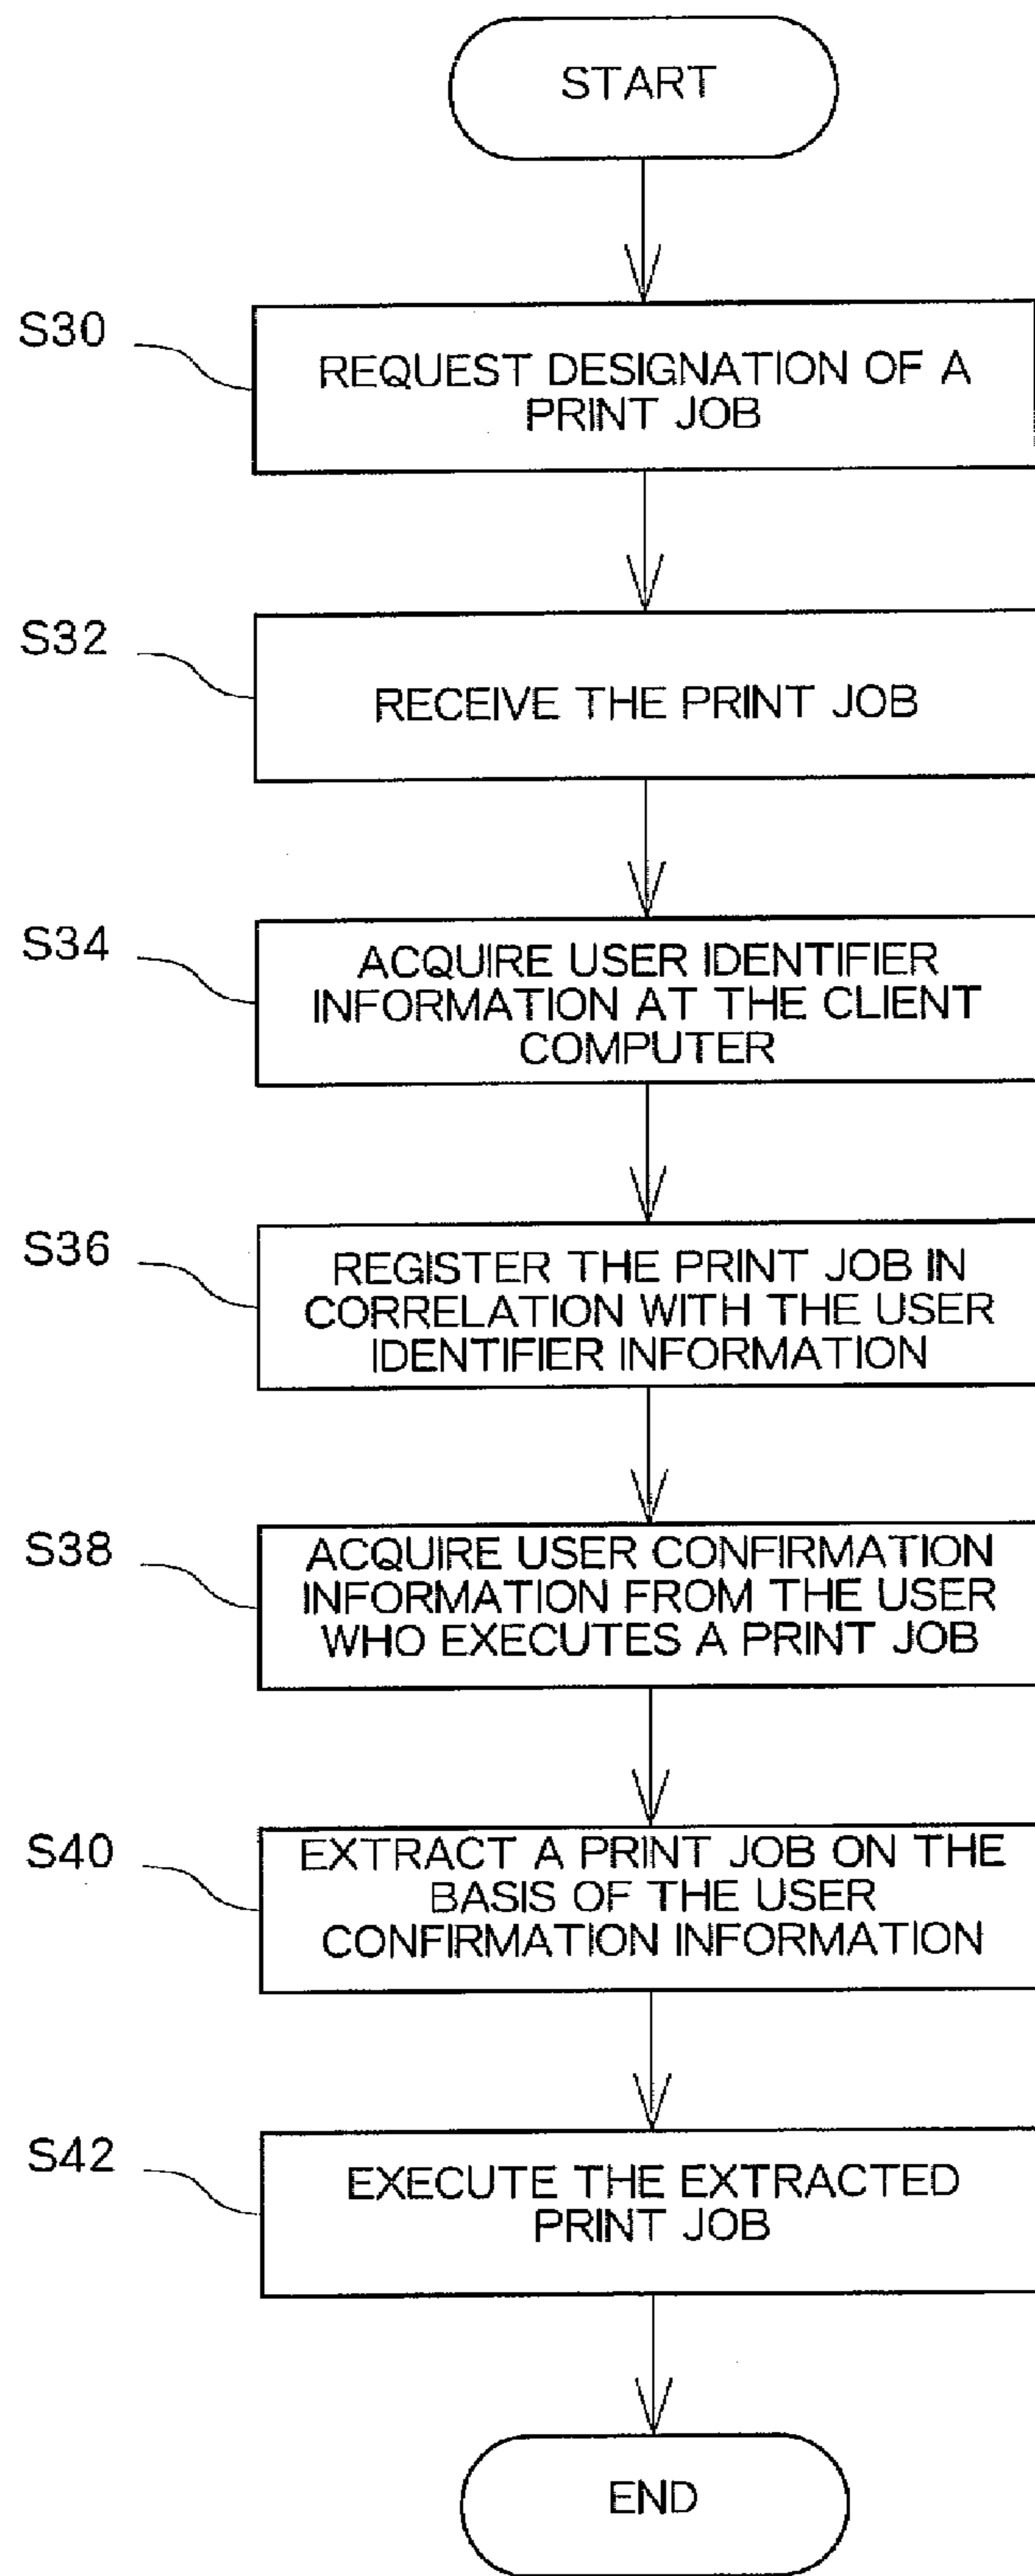 START
S30
REQUEST DESIGNATION OF A
PRINT JOB
S32
RECEIVE THE PRINT JOB
S34
ACQUIRE USER IDENTIFIER
INFORMATION AT THE CLIENT
COMPUTER
S36
REGISTER THE PRINT JOB IN
CORRELATION WITH THE USER
IDENTIFIER INFORMATION
S38
ACQUIRE USER CONFIRMATION
INFORMATION FROM THE USER
WHO EXECUTES A PRINT JOB
S40
EXTRACT A PRINT JOB ON THE
BASIS OF THE USER
CONFIRMATION INFORMATION
S42
EXECUTE THE EXTRACTED
PRINT JOB
END